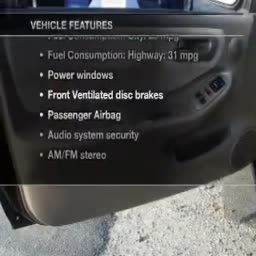 VEHICLE FEATURES
• Fuel Consumption: Highway: 31 mpg
• Power windows
• Front Ventilated disc brakes
• Passenger Airbag
• Audio system security
• AM/FM stereo